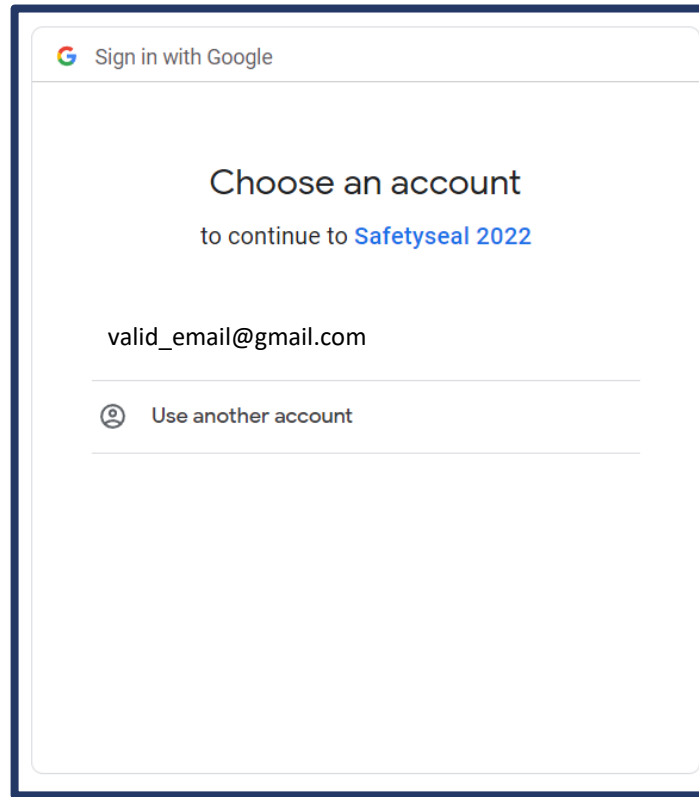 Sign in with Google
Choose an account
to continue to Safetyseal 2022
valid_email@gmail.com
Use another account